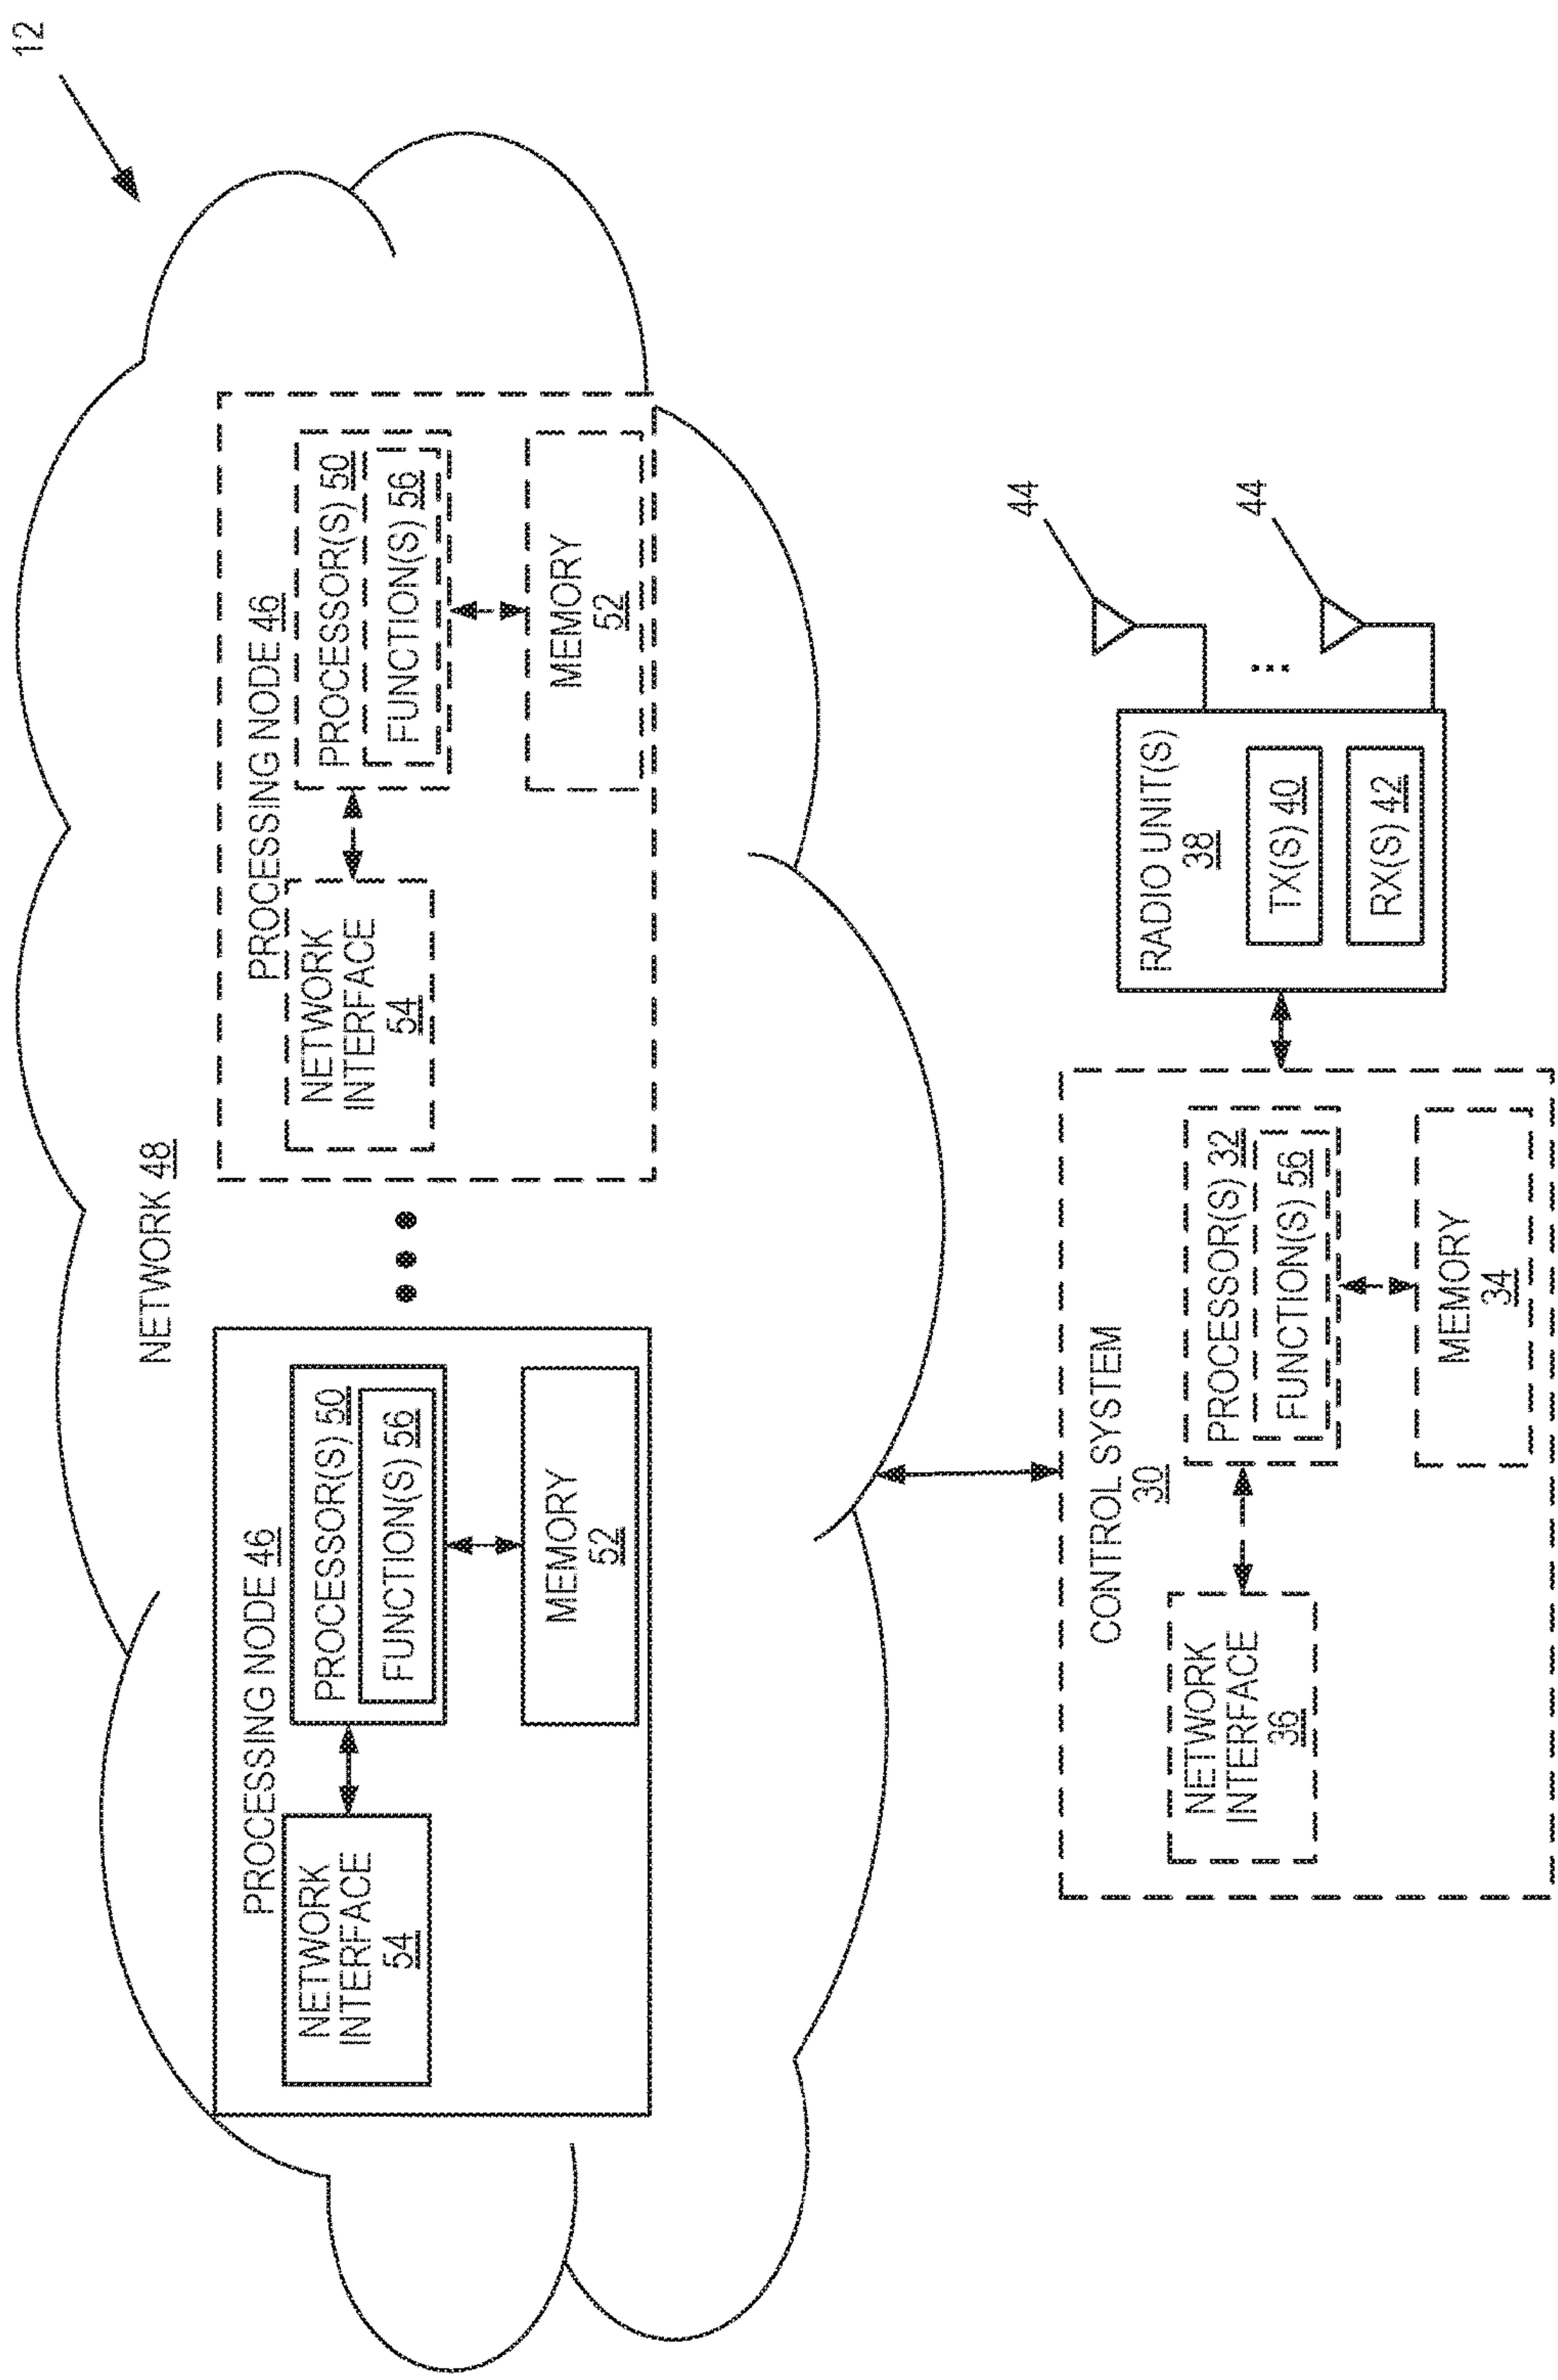 12
NETWORK 48
PROCESSING NODE 46
NETWORK
INTERFACE
54
PROCESSOR(S) 50
FUNCTION(S) 56
MEMORY
52
PROCESSING NODE 46
NETWORK
INTERFACE
54
PROCESSOR(S) 50
FUNCTION(S) 56
MEMORY
52
CONTROL SYSTEM
30
NETWORK
INTERFACE
36
PROCESSOR(S) 32
FUNCTION(S) 56
MEMORY
34
RADIO UNIT(S)
38
TX(S) 40
RX(S) 42
44
...
44